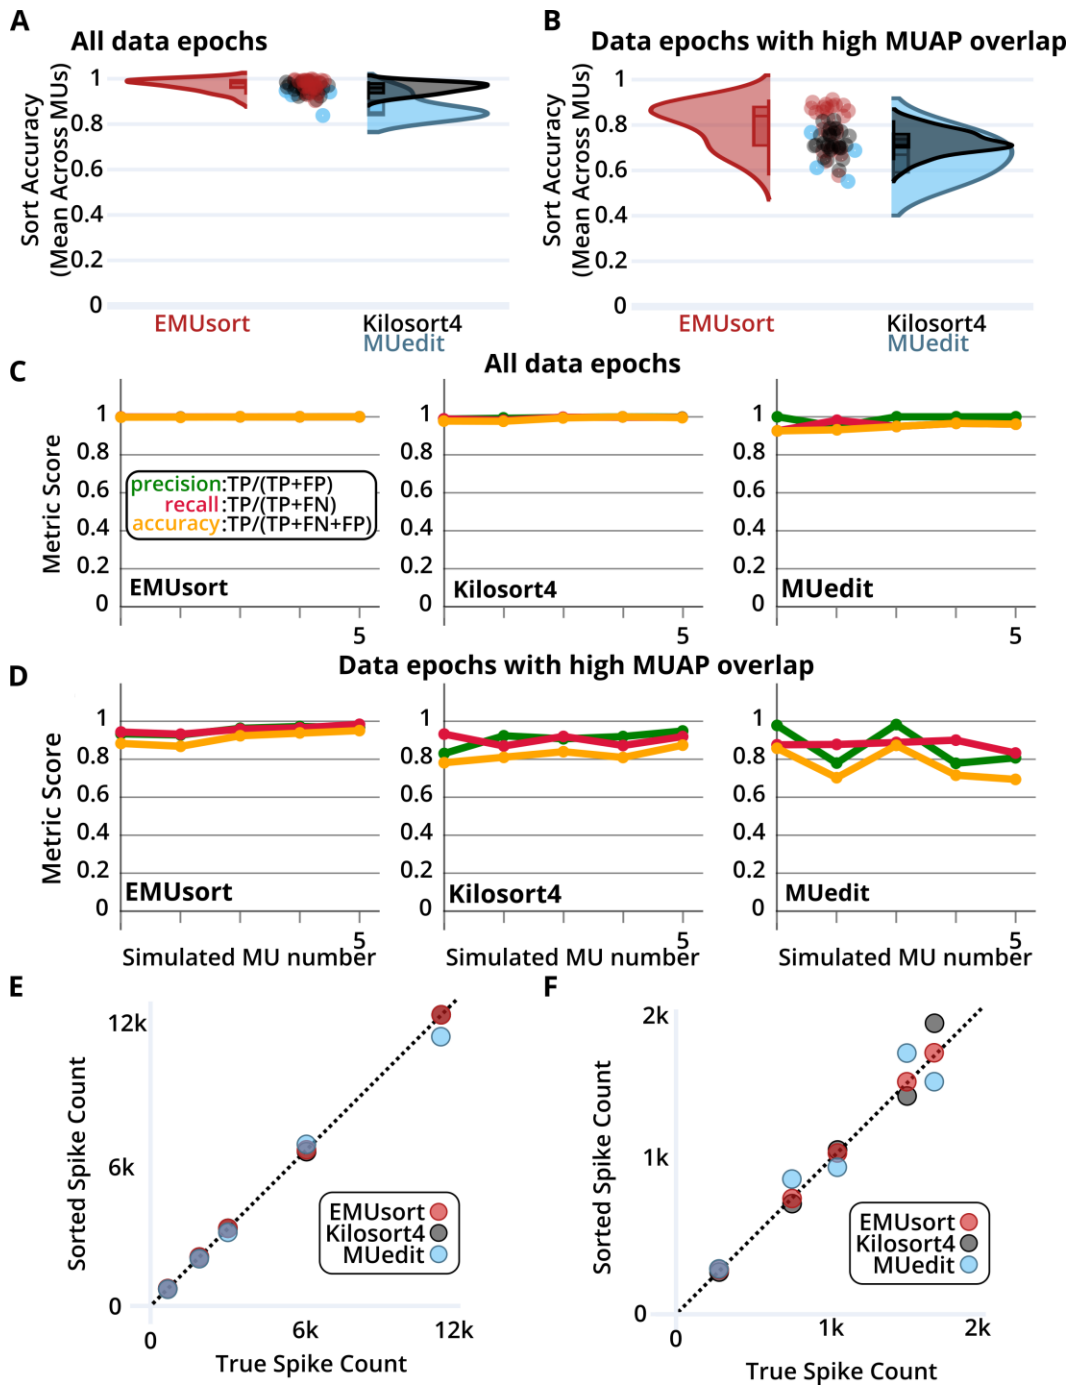 A
All data epochs
Sort Accuracy
(Mean Across MUs)
1
0.8
0.6
0.4
0.2
0
EMUsort
Kilosort4
MUedit
B
Data epochs with high MUAP overlap
Sort Accuracy
(Mean Across MUs)
1
0.8
0.6
0.4
0.2
0
EMUsort
Kilosort4
MUedit
C
All data epochs
Metric Score
1
0.8
0.6
0.4
0.2
0
precision:TP/(TP+FP)
recall:TP/(TP+FN)
accuracy:TP/(TP+FN+FP)
EMUsort
5
1
0.8
0.6
0.4
0.2
0
Kilosort4
5
1
0.8
0.6
0.4
0.2
0
MUedit
5
D
Data epochs with high MUAP overlap
Metric Score
1
0.8
0.6
0.4
0.2
0
EMUsort
5
Simulated MU number
1
0.8
0.6
0.4
0.2
0
Kilosort4
5
Simulated MU number
1
0.8
0.6
0.4
0.2
0
MUedit
5
Simulated MU number
E
Sorted Spike Count
12k
6k
0
EMUsort
Kilosort4
MUedit
0
6k
12k
True Spike Count
F
Sorted Spike Count
2k
1k
0
EMUsort
Kilosort4
MUedit
0
1k
2k
True Spike Count